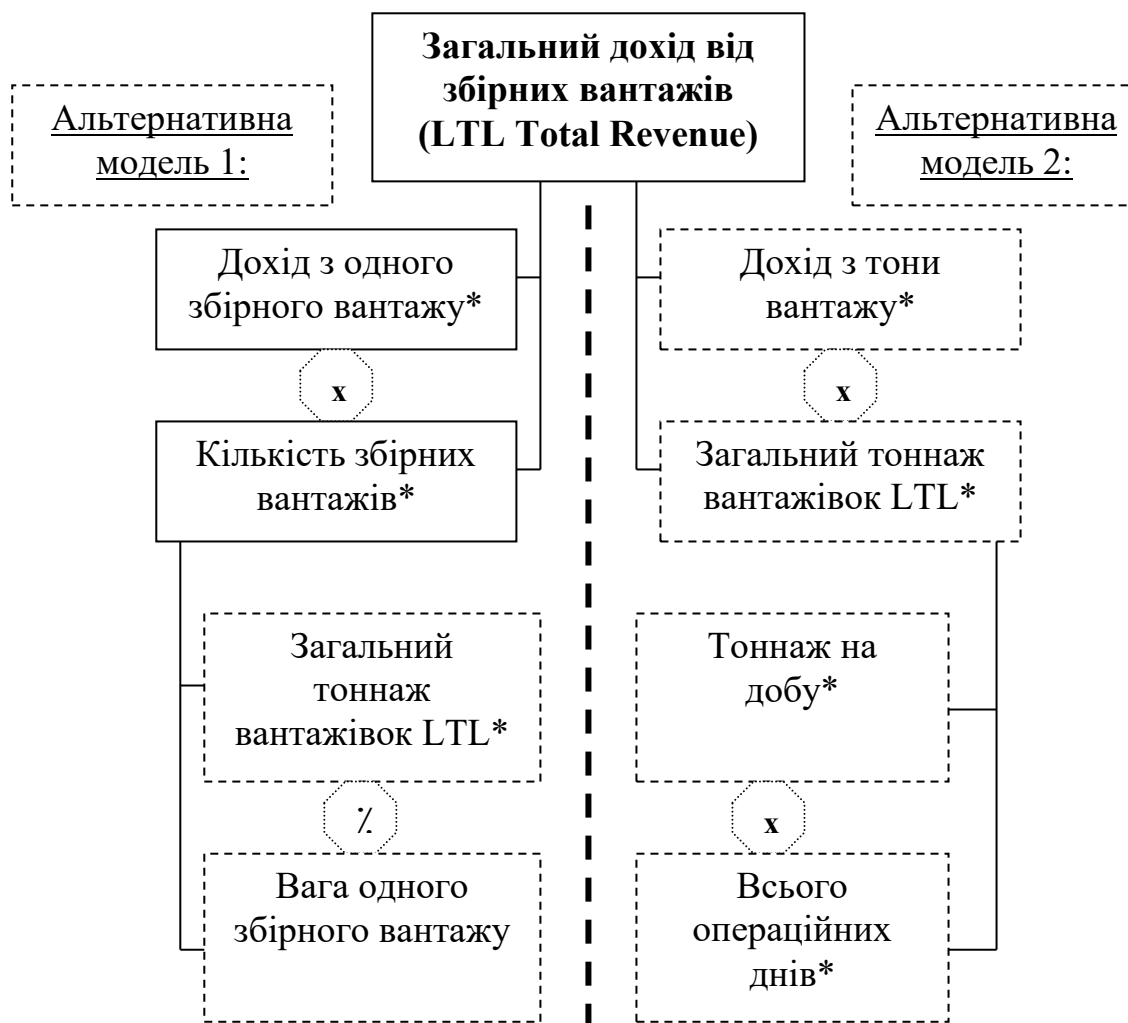 Загальний дохід від
збірних вантажів
(LTL Total Revenue)
Альтернативна
модель 1:
Альтернативна
модель 2:
Дохід з одного
збірного вантажу*
x
Кількість збірних
вантажів*
Загальний
тоннаж
вантажівок LTL*
٪
Вага одного
збірного вантажу
Дохід з тони
вантажу*
x
Загальний тоннаж
вантажівок LTL*
Тоннаж на
добу*
x
Всього
операційних
днів*